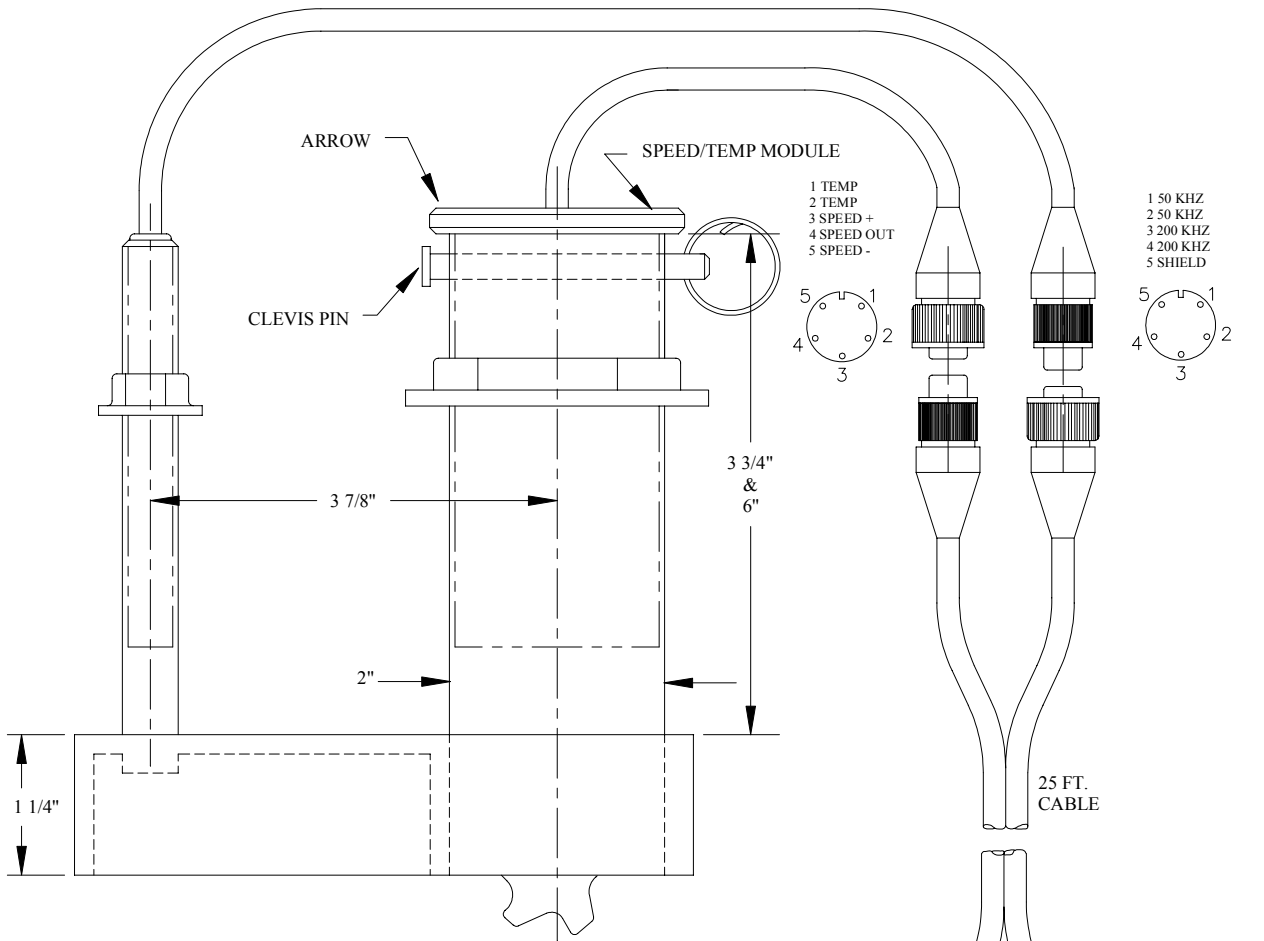 ARROW
SPEED/TEMP MODULE
1 TEMP
2 TEMP
3 SPEED +
4 SPEED OUT
5 SPEED -
1 50 KHZ
2 50 KHZ
3 200 KHZ
4 200 KHZ
5 SHIELD
CLEVIS PIN
5 1
4 2
3
5 1
4 2
3
3 3/4"
&
6"
3 7/8"
2"
1 1/4"
25 FT.
CABLE